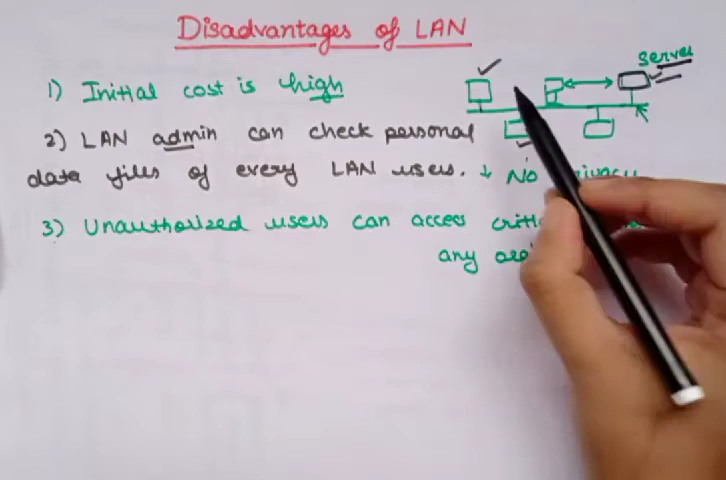 Disadvantages of LAN
Server
1) Initial cost is high
2) LAN admin can check personal
data files of every LAN users. ↓ No
3) Unauthorized users can access
any